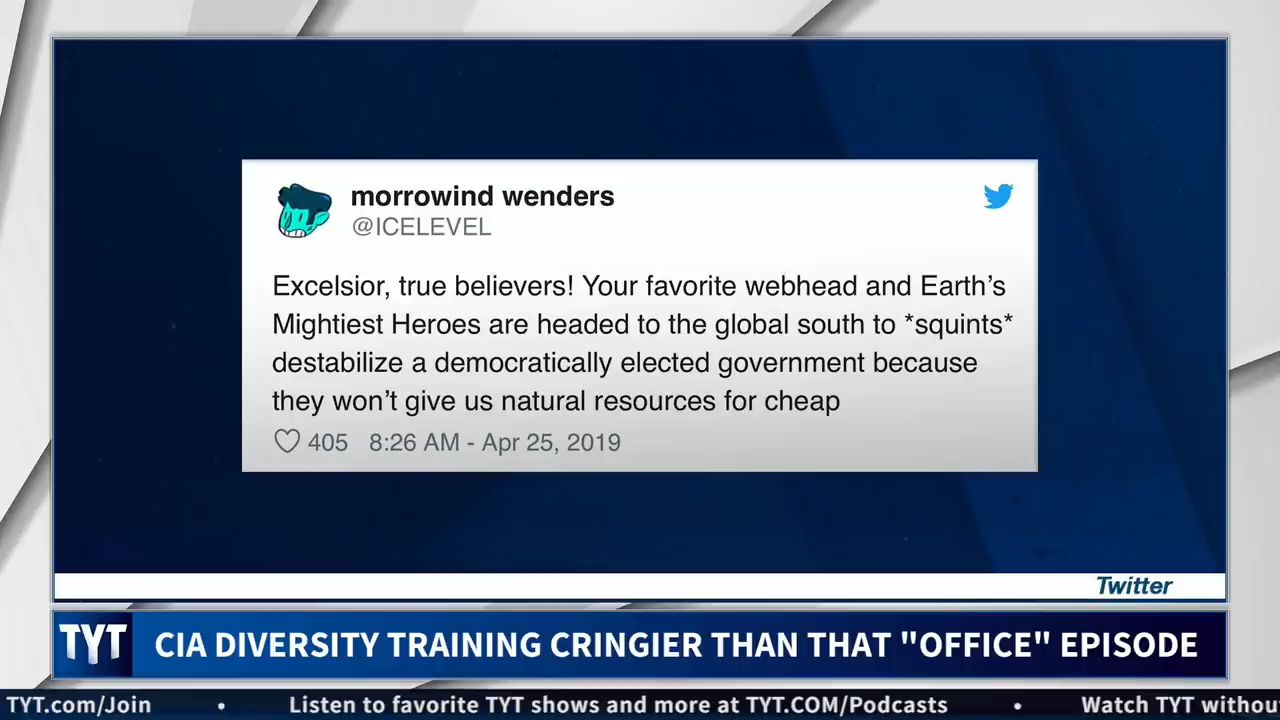 morrowind wenders
@ICELEVEL
Excelsior, true believers! Your favorite webhead and Earth’s
Mightiest Heroes are headed to the global south to *squints*
destabilize a democratically elected government because
they won’t give us natural resources for cheap
405 8:26 AM - Apr 25, 2019
Twitter
TYT CIA DIVERSITY TRAINING CRINGIER THAN THAT "OFFICE" EPISODE
TYT.com/Join • Listen to favorite TYT shows and more at TYT.COM/Podcasts • Watch TYT withou